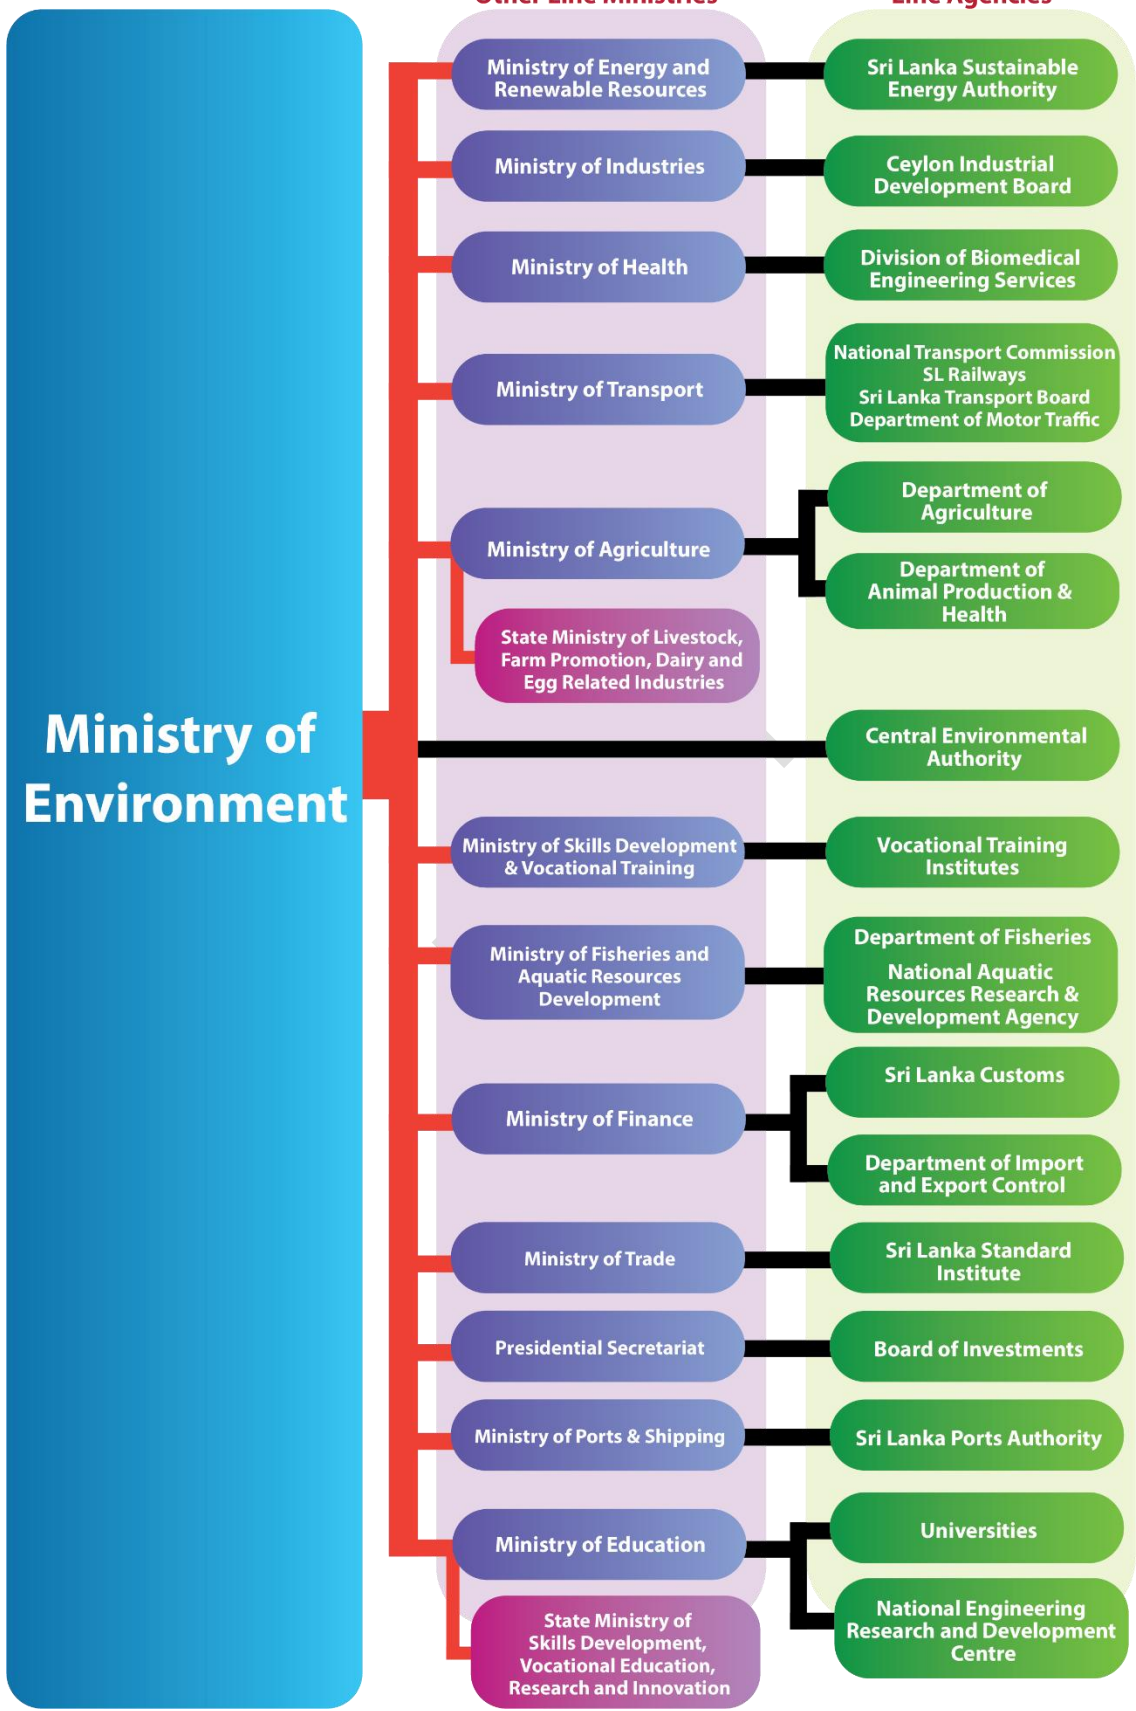 Other Line Ministries
Line Agencies
Ministry of
Environment
Ministry of Energy and
Renewable Resources
Sri Lanka Sustainable
Energy Authority
Ministry of Industries
Ceylon Industrial
Development Board
Ministry of Health
Division of Biomedical
Engineering Services
Ministry of Transport
National Transport Commission
SL Railways
Sri Lanka Transport Board
Department of Motor Traffic
Ministry of Agriculture
Department of
Agriculture
Department of
Animal Production &
Health
State Ministry of Livestock,
Farm Promotion, Dairy and
Egg Related Industries
Central Environmental
Authority
Ministry of Skills Development
& Vocational Training
Vocational Training
Institutes
Ministry of Fisheries and
Aquatic Resources
Development
Department of Fisheries
National Aquatic
Resources Research &
Development Agency
Ministry of Finance
Sri Lanka Customs
Department of Import
and Export Control
Ministry of Trade
Sri Lanka Standard
Institute
Presidential Secretariat
Board of Investments
Ministry of Ports & Shipping
Sri Lanka Ports Authority
Ministry of Education
Universities
National Engineering
Research and Development
Centre
State Ministry of
Skills Development,
Vocational Education,
Research and Innovation